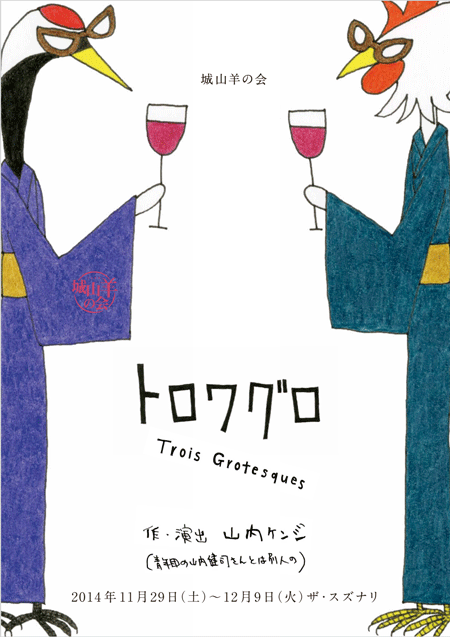 城山羊の会
城山羊
の会
トロワグロ
Trois Grotesques
作・演出 山内ケンジ
(青年団の山内健司さんとは別人の)
2014年11月29日(土)〜12月9日(火)ザ・スズナリ